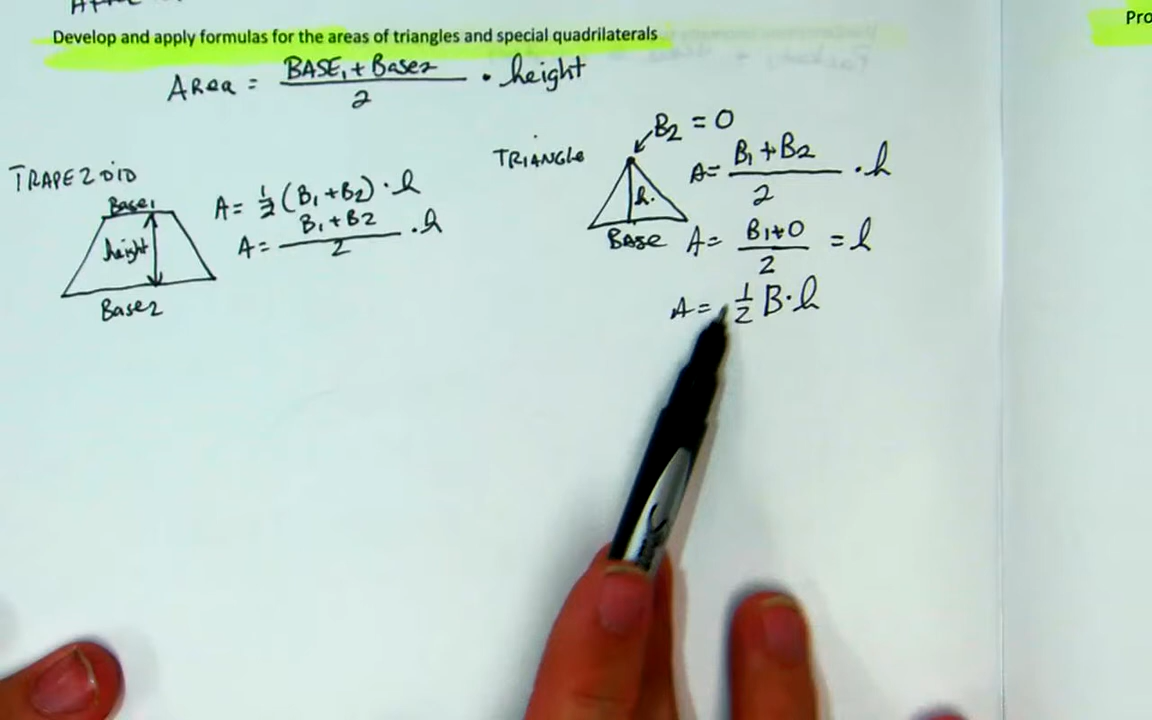 Develop and apply formulas for the areas of triangles and special quadrilaterals
Pro
AREA = BASE₁ + Base₂ / 2 · height
TRAPEZOID
Base₁
height
Base₂
A = 1/2 (B₁ + B₂) · h
A = B₁ + B₂ / 2 · h
TRIANGLE
B₂ = 0
h.
BASE
A = B₁ + B₂ / 2 · h
A = B₁ + 0 / 2 = h
A = 1/2 B · h